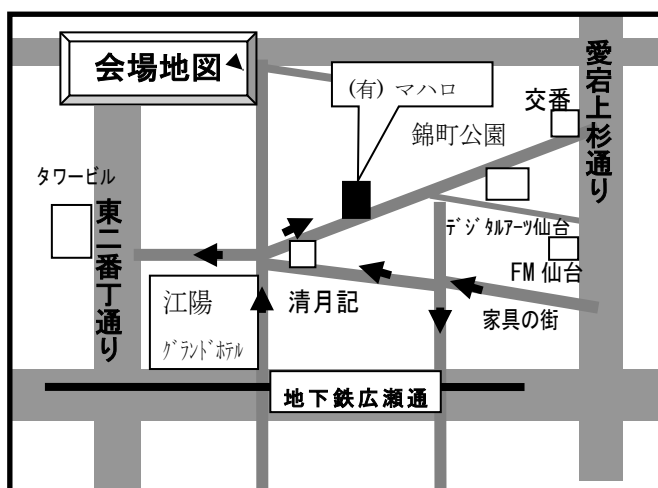 会場地図
(有) マハロ
愛宕上杉通り
交番
錦町公園
タワービル
東二番丁通り
デジタルアーツ仙台
FM 仙台
江陽
グランドホテル
清月記
家具の街
地下鉄広瀬通